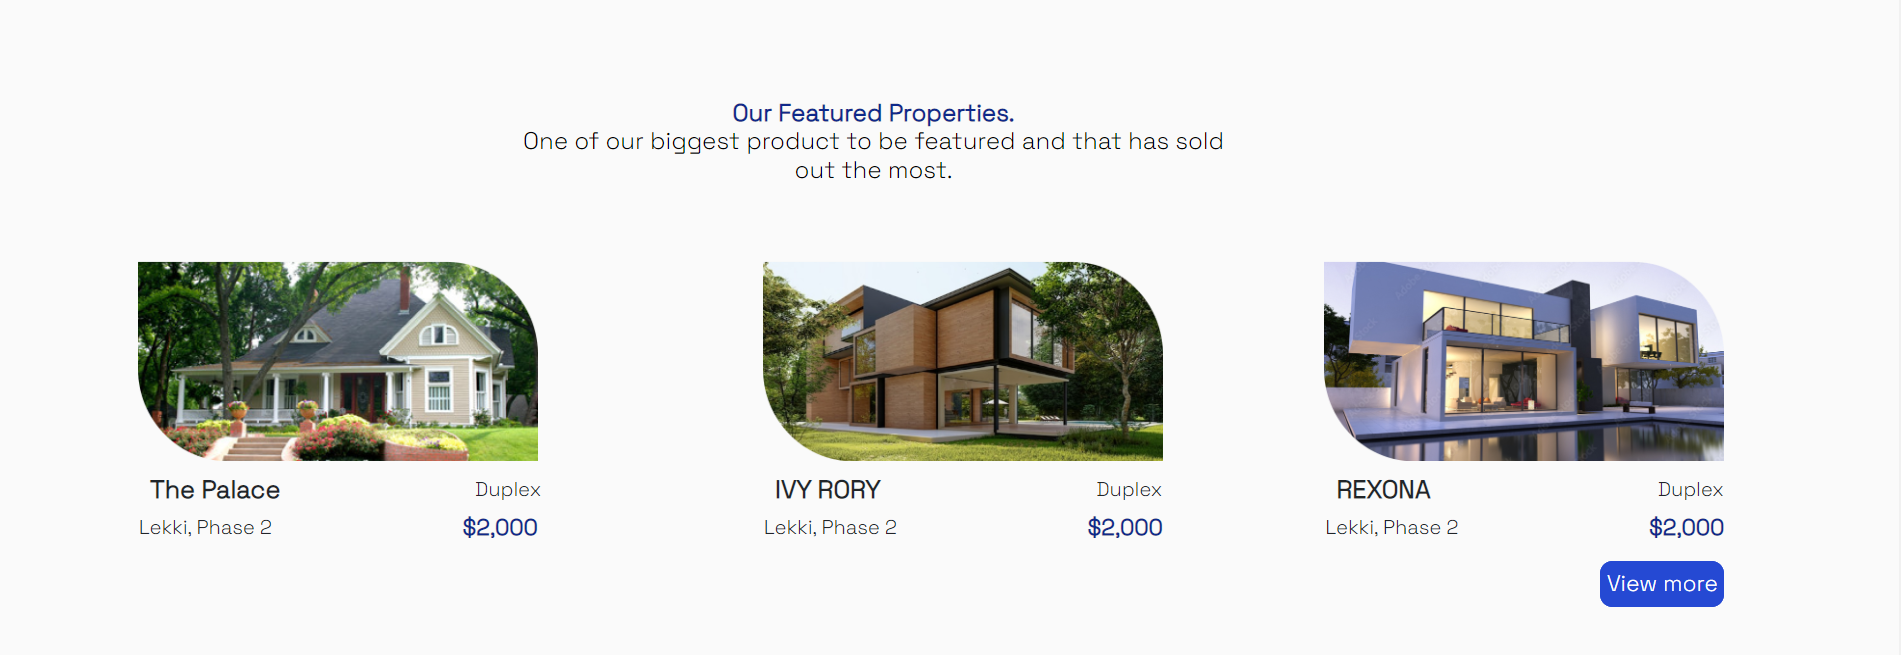 Our Featured Properties.
One of our biggest product to be featured and that has sold
out the most.
The Palace
Duplex
Lekki, Phase 2
$2,000
IVY RORY
Duplex
Lekki, Phase 2
$2,000
REXONA
Duplex
Lekki, Phase 2
$2,000
View more